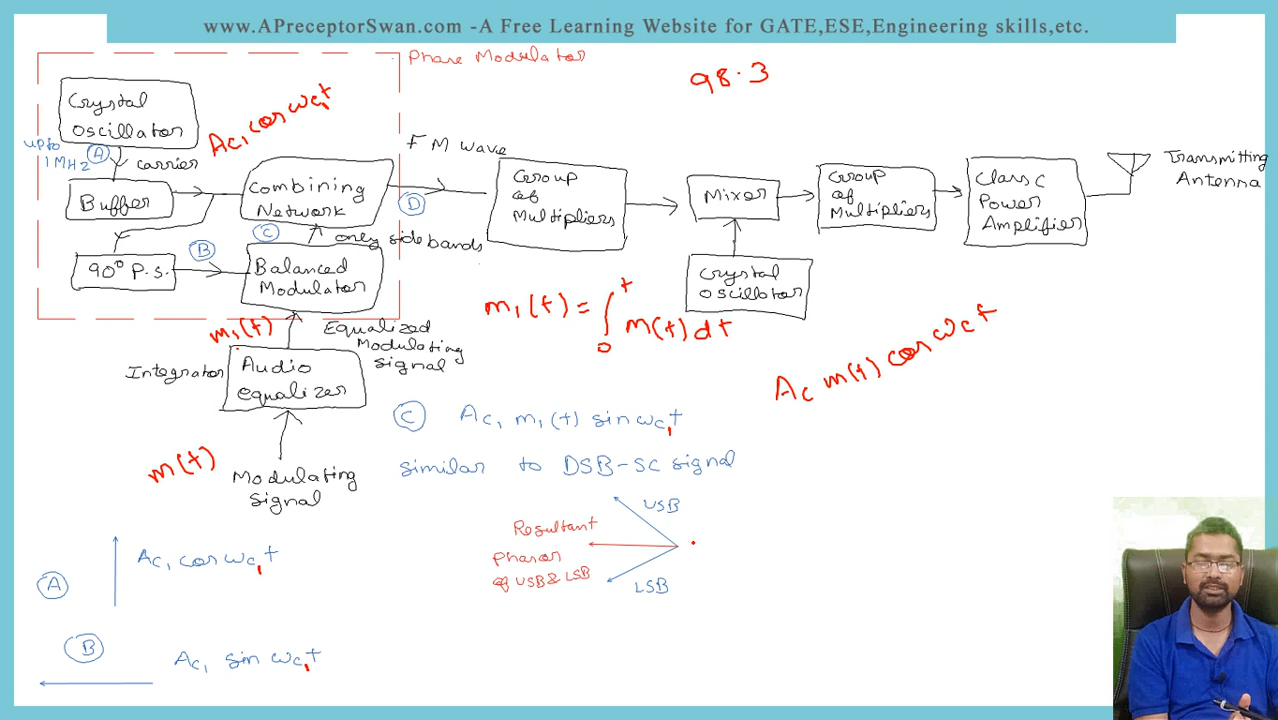 www.APreceptorSwan.com -A Free Learning Website for GATE,ESE,Engineering skills,etc.
Phase Modulator
98.3
Crystal
oscillator
Ac₁ cos ωc₁t
upto
1 MHz
A
carrier
Buffer
Combining
Network
FM wave
D
Group
of
Multipliers
Mixer
Group
of
Multipliers
Class C
Power
Amplifier
Transmitting
Antenna
C
only side bands
B
90° P.S.
Balanced
Modulator
Crystal
oscillator
m₁(t)
Equalized
Modulating
signal
m₁(t) = ∫₀ᵗ m(t) dt
Integrator
Audio
equalizer
Ac m(t) cos ωc t
C
Ac₁ m₁(t) sin ωc₁t
similar to DSB-SC signal
m(t)
Modulating
signal
USB
Resultant
Phasor
of USB & LSB
LSB
A
Ac₁ cos ωc₁t
B
Ac₁ sin ωc₁t